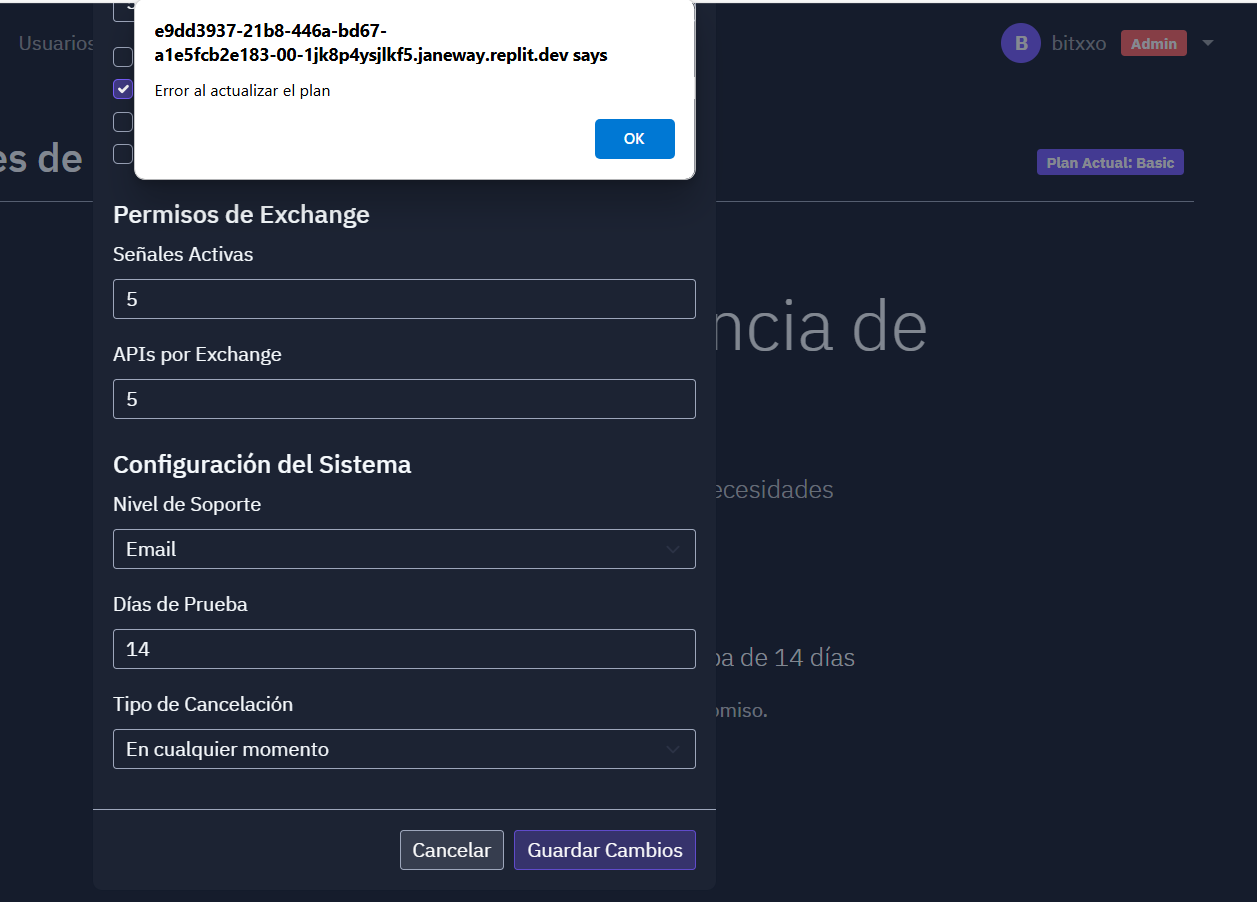 e9dd3937-21b8-446a-bd67-
a1e5fcb2e183-00-1jk8p4ysjlkf5.janeway.replit.dev says
Error al actualizar el plan
OK
Usuarios
B
bitxxo
Admin
es de
Plan Actual: Basic
Permisos de Exchange
Señales Activas
5
ncia de
APIs por Exchange
5
Configuración del Sistema
ecesidades
Nivel de Soporte
Email
Días de Prueba
14
ba de 14 días
Tipo de Cancelación
omiso.
En cualquier momento
Cancelar
Guardar Cambios